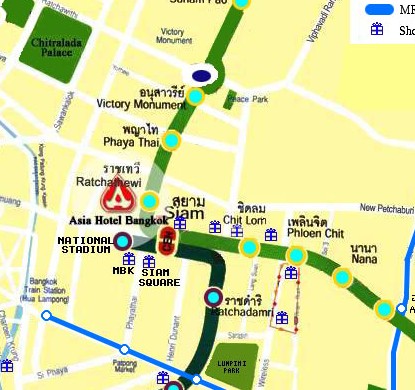 Sanam Pao
MR
Sho
Victory
Monument
Viphavadi Ran
Chitralada
Palace
อนุสาวรีย์
Victory Monument
Peace Park
พญาไท
Phaya Thai
ราชเทวี
Ratchathewi
สยาม
Siam
Asia Hotel Bangkok
ชิดลม
Chit Lom
เพลินจิต
Phloen Chit
New Petchaburi
NATIONAL
STADIUM
MBK
SIAM
SQUARE
นานา
Nana
Bangkok
Train Station
(Hua Lampong)
ราชดำริ
Ratchadamri
Phayathai
Henri Dunant
Sarasin
Wireless
Patpong
Market
Si Phaya
LUMPINI
PARK